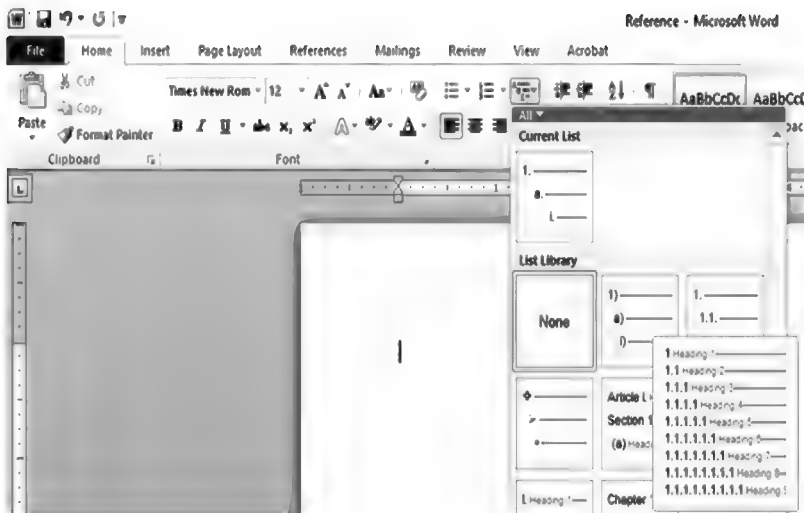 Reference - Microsoft Word
File Home Insert Page Layout References Mailings Review View Acrobat
Cut
Copy
Format Painter
Paste
Times New Rom 12
AaBbCcDc AaBbCcD
B I U abc X₂ X² A
Clipboard Font
All
Current List
1.
a.
i.
List Library
None
1)
a)
i)
1.
1.1.
1 Heading 1
1.1 Heading 2
1.1.1 Heading 3
1.1.1.1 Heading 4
1.1.1.1.1 Heading 5
1.1.1.1.1.1 Heading 6
1.1.1.1.1.1.1 Heading 7
1.1.1.1.1.1.1.1 Heading 8
1.1.1.1.1.1.1.1.1 Heading 9
Article I.
Section 1
(a) Head
I. Heading 1
Chapter